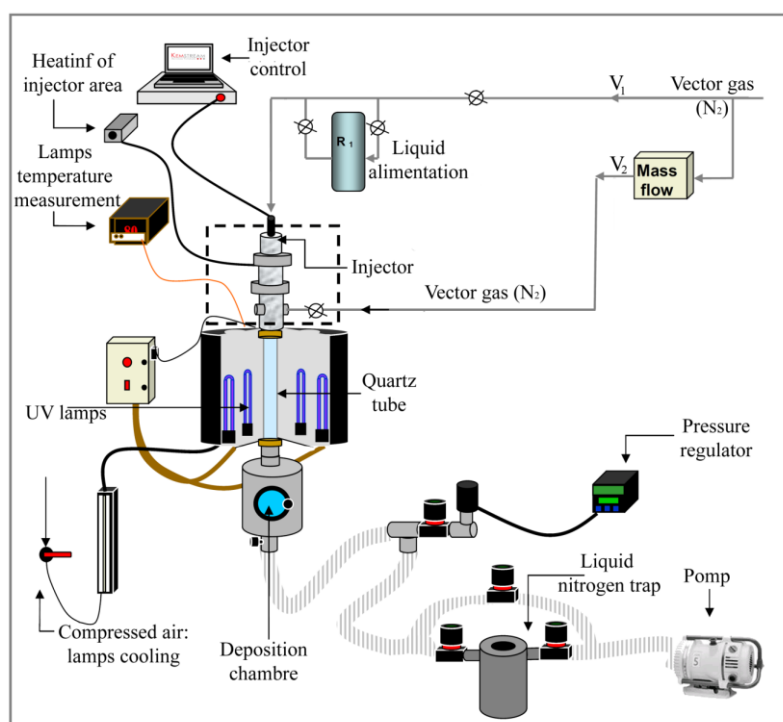 Injector
control
Heatinf of
injector area
V₁
Vector gas
(N₂)
R ₁
Liquid
alimentation
Lamps
temperature
measurement
V₂
Mass
flow
Injector
Vector gas (N₂)
Quartz
tube
UV lamps
Pressure
regulator
Liquid
nitrogen trap
Pomp
Compressed air:
lamps cooling
Deposition
chambre